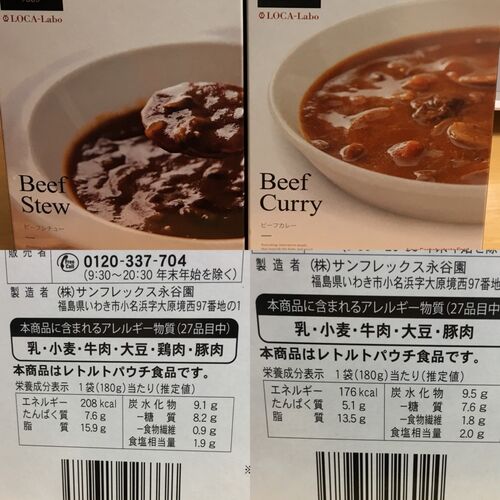 LOCA-Labo
Beef
Stew
ビーフシチュー
LOCA-Labo
Beef
Curry
ビーフカレー
販売者
0120-337-704
(9:30〜20:30 年末年始を除く)
製造者 (株)サンフレックス永谷園
福島県いわき市小名浜字大原境西97番地の1
本商品に含まれるアレルギー物質(27品目中)
乳・小麦・牛肉・大豆・鶏肉・豚肉
本商品はレトルトパウチ食品です。
栄養成分表示 1袋(180g)当たり(推定値)
エネルギー 208 kcal
たんぱく質 7.6 g
脂質 15.9 g
炭水化物 9.1 g
−糖質 8.2 g
−食物繊維 0.9 g
食塩相当量 1.9 g
製造者 (株)サンフレックス永谷園
福島県いわき市小名浜字大原境西97番地の
本商品に含まれるアレルギー物質(27品目中)
乳・小麦・牛肉・大豆・豚肉
本商品はレトルトパウチ食品です。
栄養成分表示 1袋(180g)当たり(推定値)
エネルギー 176 kcal
たんぱく質 5.1 g
脂質 13.5 g
炭水化物 9.5 g
−糖質 7.6 g
−食物繊維 1.8 g
食塩相当量 2.0 g